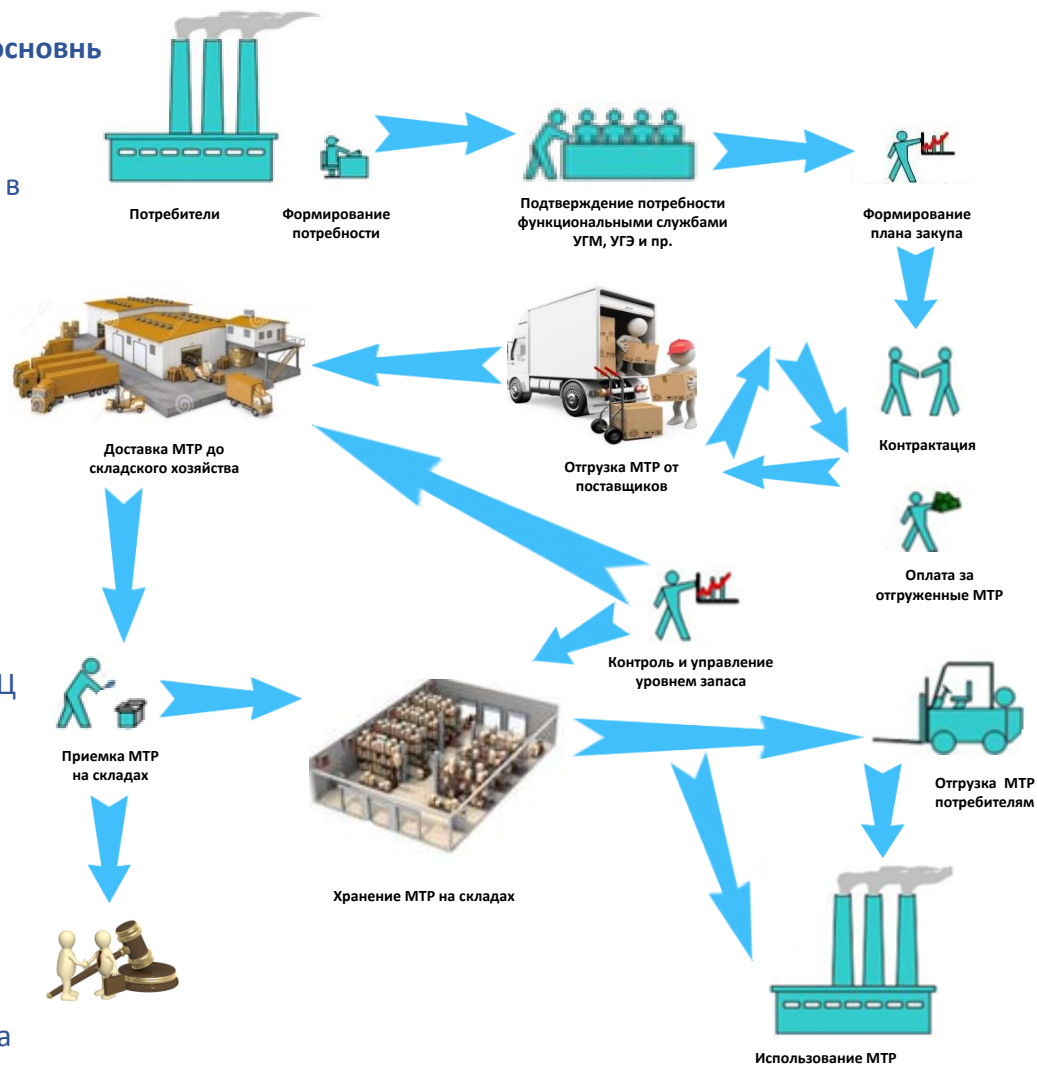 основнь
в
Потребители
Формирование
потребности
Подтверждение потребности
функциональными службами
УГМ, УГЭ и пр.
Формирование
плана закупа
Доставка МТР до
складского хозяйства
Отгрузка МТР от
поставщиков
Контрактация
Оплата за
отгруженные МТР
Контроль и управление
уровнем запаса
Ц
Приемка МТР
на складах
Отгрузка МТР
потребителям
Хранение МТР на складах
а
Использование МТР